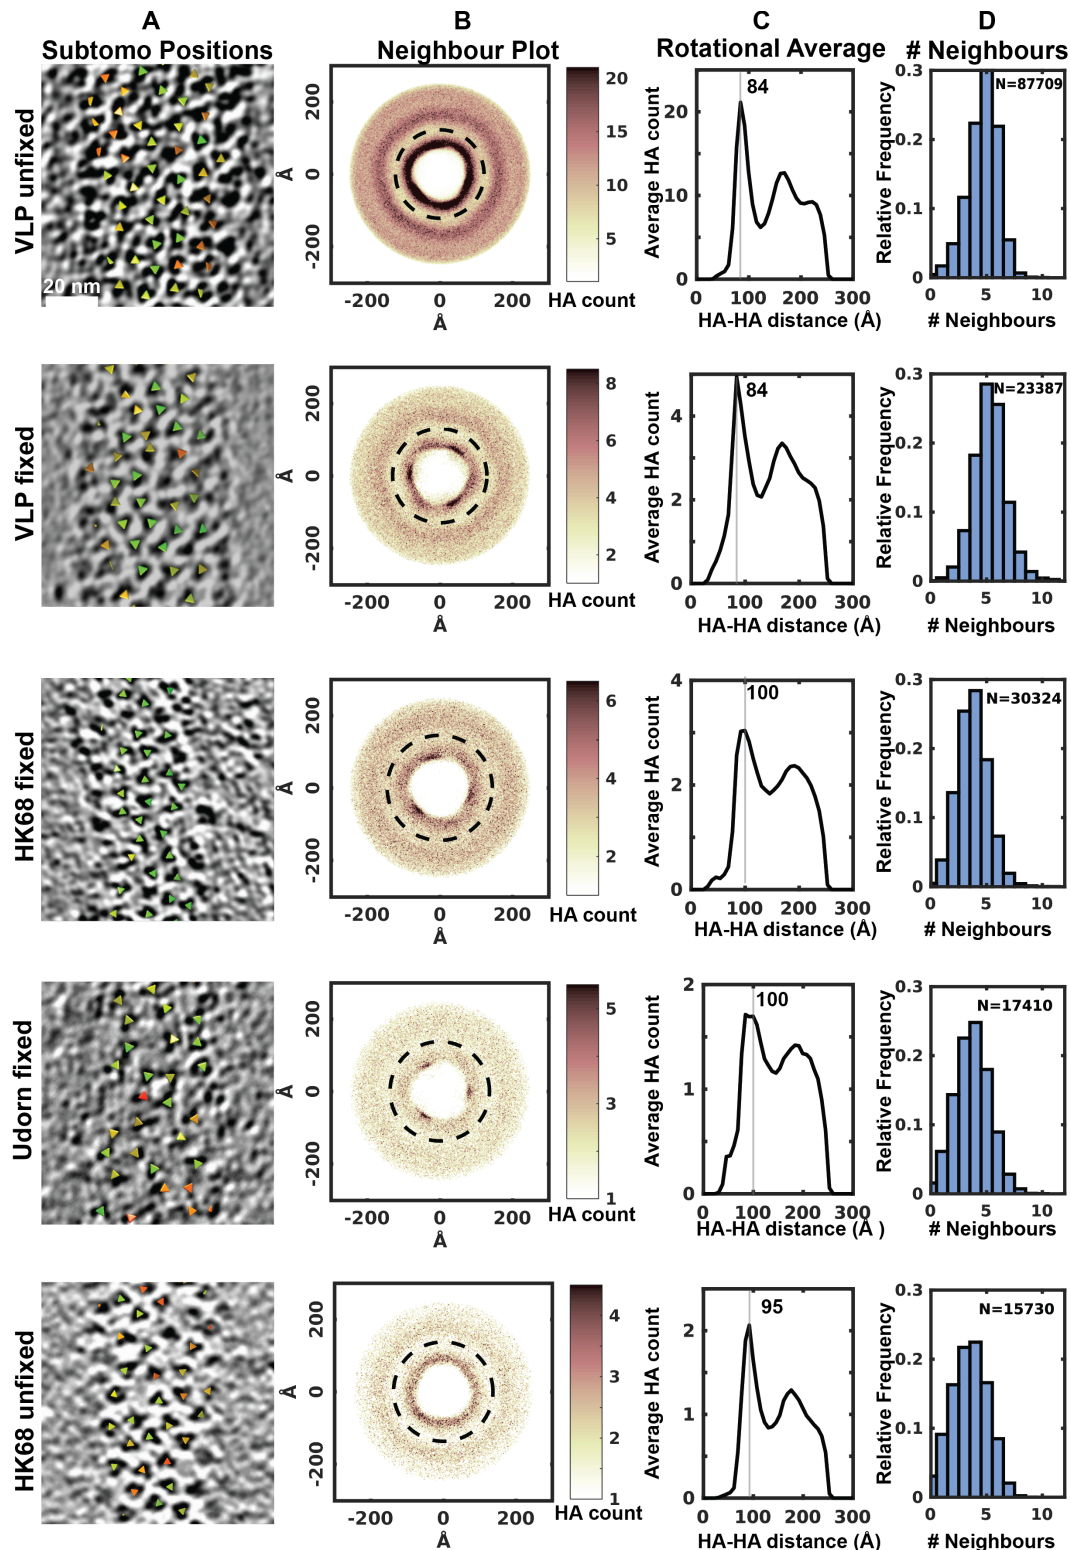 A B C D
Subtomo Positions Neighbour Plot Rotational Average # Neighbours
VLP unfixed
20 nm
200
0
-200
Å
-200 0 200
Å
20
15
10
5
HA count
Average HA count
20
10
0
84
0 100 200 300
HA-HA distance (Å)
Relative Frequency
0.3
0.2
0.1
0
N=87709
0 5 10
# Neighbours
VLP fixed
200
0
-200
Å
-200 0 200
Å
8
6
4
2
HA count
Average HA count
4
2
0
84
0 100 200 300
HA-HA distance (Å)
Relative Frequency
0.3
0.2
0.1
0
N=23387
0 5 10
# Neighbours
HK68 fixed
200
0
-200
Å
-200 0 200
Å
6
4
2
HA count
Average HA count
4
2
0
100
0 100 200 300
HA-HA distance (Å)
Relative Frequency
0.3
0.2
0.1
0
N=30324
0 5 10
# Neighbours
Udorn fixed
200
0
-200
Å
-200 0 200
Å
5
4
3
2
1
HA count
Average HA count
2
1
0
100
0 100 200 300
HA-HA distance (Å )
Relative Frequency
0.3
0.2
0.1
0
N=17410
0 5 10
# Neighbours
HK68 unfixed
200
0
-200
Å
-200 0 200
Å
4
3
2
1
HA count
Average HA count
2
1
0
95
0 100 200 300
HA-HA distance (Å)
Relative Frequency
0.3
0.2
0.1
0
N=15730
0 5 10
# Neighbours